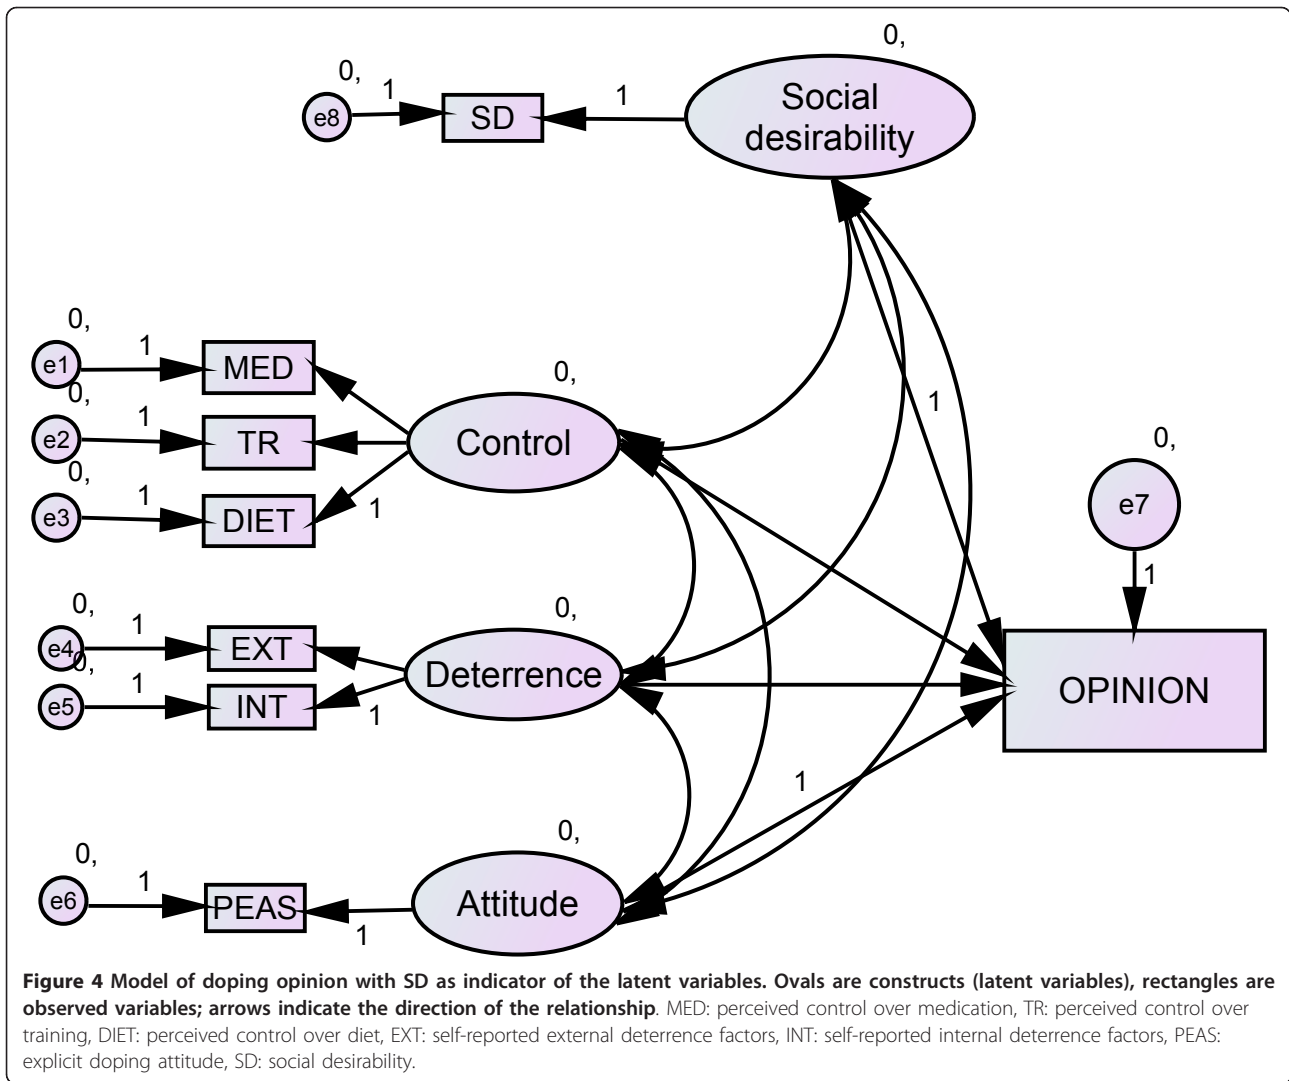 0,
0,
1
1
e8
SD
Social
desirability
0,
1
e1
MED
0,
0,
1
1
e2
TR
Control
0,
0,
1
e3
DIET
1
e7
1
0,
0,
1
e4
EXT
0,
Deterrence
OPINION
1
e5
INT
1
1
0,
0,
1
e6
PEAS
Attitude
1
Figure 4 Model of doping opinion with SD as indicator of the latent variables. Ovals are constructs (latent variables), rectangles are
observed variables; arrows indicate the direction of the relationship. MED: perceived control over medication, TR: perceived control over
training, DIET: perceived control over diet, EXT: self-reported external deterrence factors, INT: self-reported internal deterrence factors, PEAS:
explicit doping attitude, SD: social desirability.